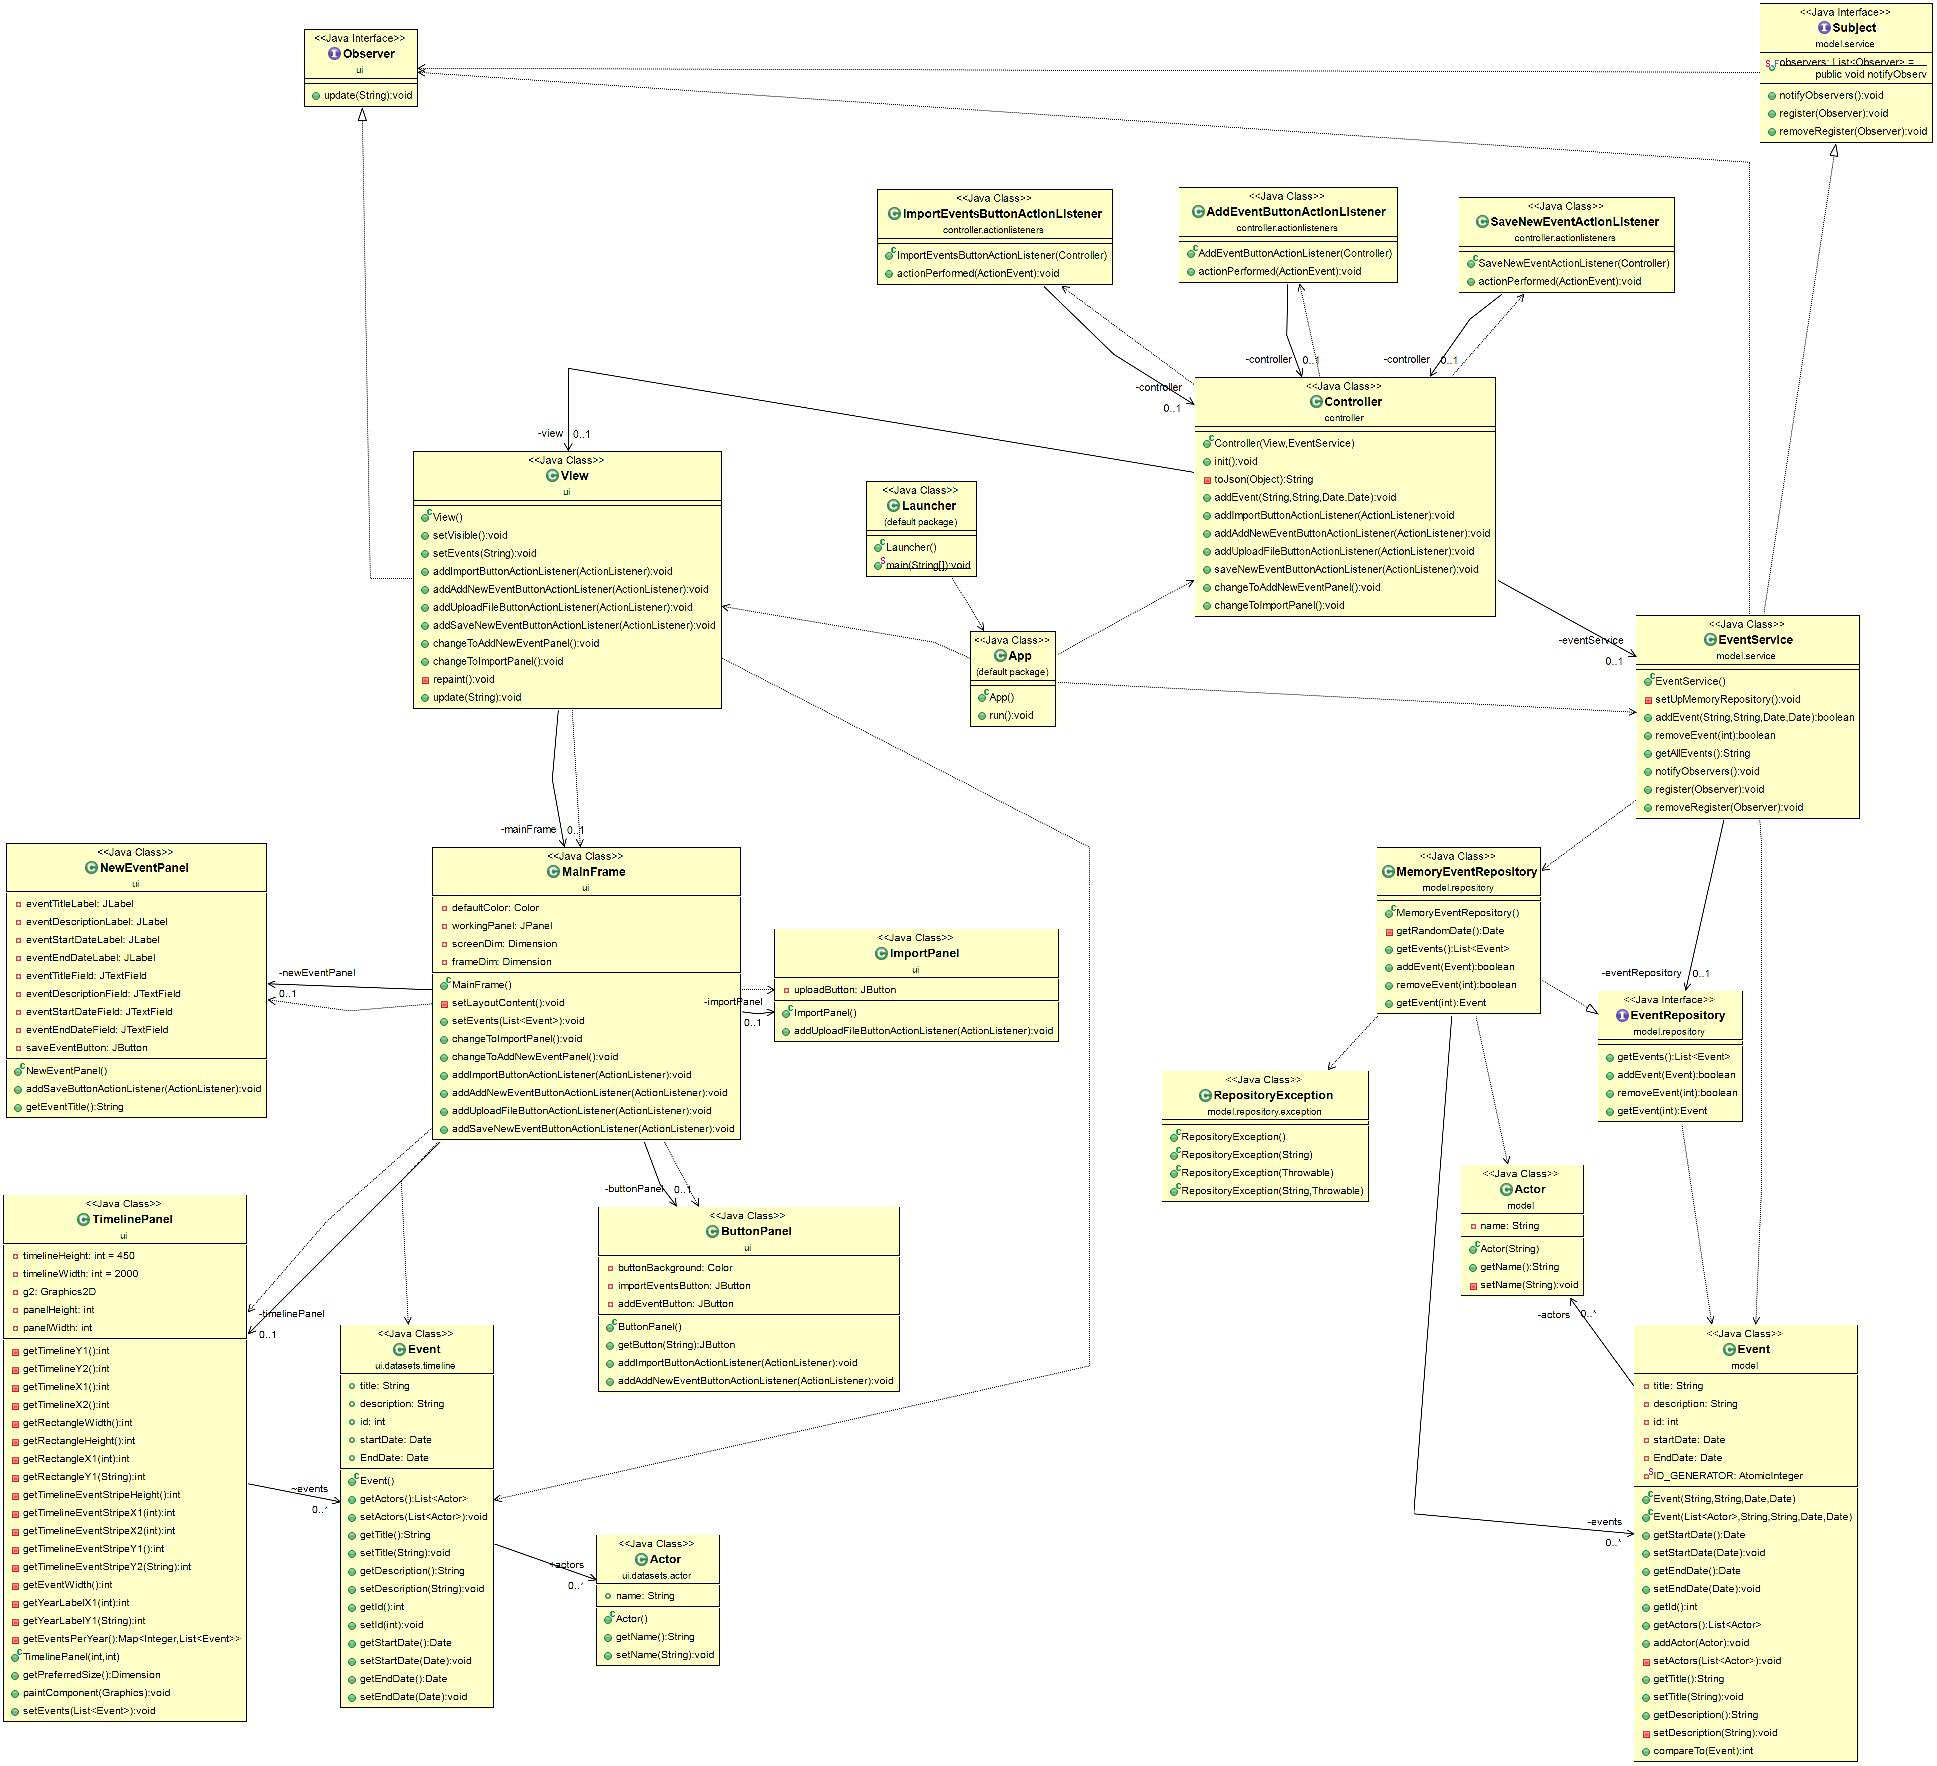 <<Java Interface>>
Observer
ui
update(String):void
<<Java Interface>>
Subject
model.service
observers: List<Observer> =
public void notifyObserv
notifyObservers():void
register(Observer):void
removeRegister(Observer):void
<<Java Class>>
ImportEventsButtonActionListener
controller.actionlisteners
ImportEventsButtonActionListener(Controller)
actionPerformed(ActionEvent):void
<<Java Class>>
AddEventButtonActionListener
controller.actionlisteners
AddEventButtonActionListener(Controller)
actionPerformed(ActionEvent):void
<<Java Class>>
SaveNewEventActionListener
controller.actionlisteners
SaveNewEventActionListener(Controller)
actionPerformed(ActionEvent):void
-controller
0..1
-controller
0..1
-controller
0..1
<<Java Class>>
Controller
controller
Controller(View,EventService)
init():void
toJson(Object):String
addEvent(String,String,Date,Date):void
addImportButtonActionListener(ActionListener):void
addAddNewEventButtonActionListener(ActionListener):void
addUploadFileButtonActionListener(ActionListener):void
saveNewEventButtonActionListener(ActionListener):void
changeToAddNewEventPanel():void
changeToImportPanel():void
-view
0..1
<<Java Class>>
View
ui
View()
setVisible():void
setEvents(String):void
addImportButtonActionListener(ActionListener):void
addAddNewEventButtonActionListener(ActionListener):void
addUploadFileButtonActionListener(ActionListener):void
addSaveNewEventButtonActionListener(ActionListener):void
changeToAddNewEventPanel():void
changeToImportPanel():void
repaint():void
update(String):void
<<Java Class>>
Launcher
(default package)
Launcher()
main(String[]):void
<<Java Class>>
App
(default package)
App()
run():void
-eventService
0..1
<<Java Class>>
EventService
model.service
EventService()
setUpMemoryRepository():void
addEvent(String,String,Date,Date):boolean
removeEvent(int):boolean
getAllEvents():String
notifyObservers():void
register(Observer):void
removeRegister(Observer):void
-mainFrame
0..1
<<Java Class>>
NewEventPanel
ui
eventTitleLabel: JLabel
eventDescriptionLabel: JLabel
eventStartDateLabel: JLabel
eventEndDateLabel: JLabel
eventTitleField: JTextField
eventDescriptionField: JTextField
eventStartDateField: JTextField
eventEndDateField: JTextField
saveEventButton: JButton
NewEventPanel()
addSaveButtonActionListener(ActionListener):void
getEventTitle():String
-newEventPanel
0..1
<<Java Class>>
MainFrame
ui
defaultColor: Color
workingPanel: JPanel
screenDim: Dimension
frameDim: Dimension
MainFrame()
setLayoutContent():void
setEvents(List<Event>):void
changeToImportPanel():void
changeToAddNewEventPanel():void
addImportButtonActionListener(ActionListener):void
addAddNewEventButtonActionListener(ActionListener):void
addUploadFileButtonActionListener(ActionListener):void
addSaveNewEventButtonActionListener(ActionListener):void
-importPanel
0..1
<<Java Class>>
ImportPanel
ui
uploadButton: JButton
ImportPanel()
addUploadFileButtonActionListener(ActionListener):void
<<Java Class>>
MemoryEventRepository
model.repository
MemoryEventRepository()
getRandomDate():Date
getEvents():List<Event>
addEvent(Event):boolean
removeEvent(int):boolean
getEvent(int):Event
-eventRepository
0..1
<<Java Interface>>
EventRepository
model.repository
getEvents():List<Event>
addEvent(Event):boolean
removeEvent(int):boolean
getEvent(int):Event
<<Java Class>>
RepositoryException
model.repository.exception
RepositoryException()
RepositoryException(String)
RepositoryException(Throwable)
RepositoryException(String,Throwable)
<<Java Class>>
Actor
model
name: String
Actor(String)
getName():String
setName(String):void
-actors
0..*
<<Java Class>>
TimelinePanel
ui
timelineHeight: int = 450
timelineWidth: int = 2000
g2: Graphics2D
panelHeight: int
panelWidth: int
getTimelineY1():int
getTimelineY2():int
getTimelineX1():int
getTimelineX2():int
getRectangleWidth():int
getRectangleHeight():int
getRectangleX1(int):int
getRectangleY1(String):int
getTimelineEventStripeHeight():int
getTimelineEventStripeX1(int):int
getTimelineEventStripeX2(int):int
getTimelineEventStripeY1():int
getTimelineEventStripeY2(String):int
getEventWidth():int
getYearLabelX1(int):int
getYearLabelY1(String):int
getEventsPerYear():Map<Integer,List<Event>>
TimelinePanel(int,int)
getPreferredSize():Dimension
paintComponent(Graphics):void
setEvents(List<Event>):void
-timelinePanel
0..1
-buttonPanel
0..1
<<Java Class>>
ButtonPanel
ui
buttonBackground: Color
importEventsButton: JButton
addEventButton: JButton
ButtonPanel()
getButton(String):JButton
addImportButtonActionListener(ActionListener):void
addAddNewEventButtonActionListener(ActionListener):void
~events
0..*
<<Java Class>>
Event
ui.datasets.timeline
title: String
description: String
id: int
startDate: Date
EndDate: Date
Event()
getActors():List<Actor>
setActors(List<Actor>):void
getTitle():String
setTitle(String):void
getDescription():String
setDescription(String):void
getId():int
setId(int):void
getStartDate():Date
setStartDate(Date):void
getEndDate():Date
setEndDate(Date):void
+actors
0..*
<<Java Class>>
Actor
ui.datasets.actor
name: String
Actor()
getName():String
setName(String):void
-events
0..*
<<Java Class>>
Event
model
title: String
description: String
id: int
startDate: Date
EndDate: Date
ID_GENERATOR: AtomicInteger
Event(String,String,Date,Date)
Event(List<Actor>,String,String,Date,Date)
getStartDate():Date
setStartDate(Date):void
getEndDate():Date
setEndDate(Date):void
getId():int
getActors():List<Actor>
addActor(Actor):void
setActors(List<Actor>):void
getTitle():String
setTitle(String):void
getDescription():String
setDescription(String):void
compareTo(Event):int